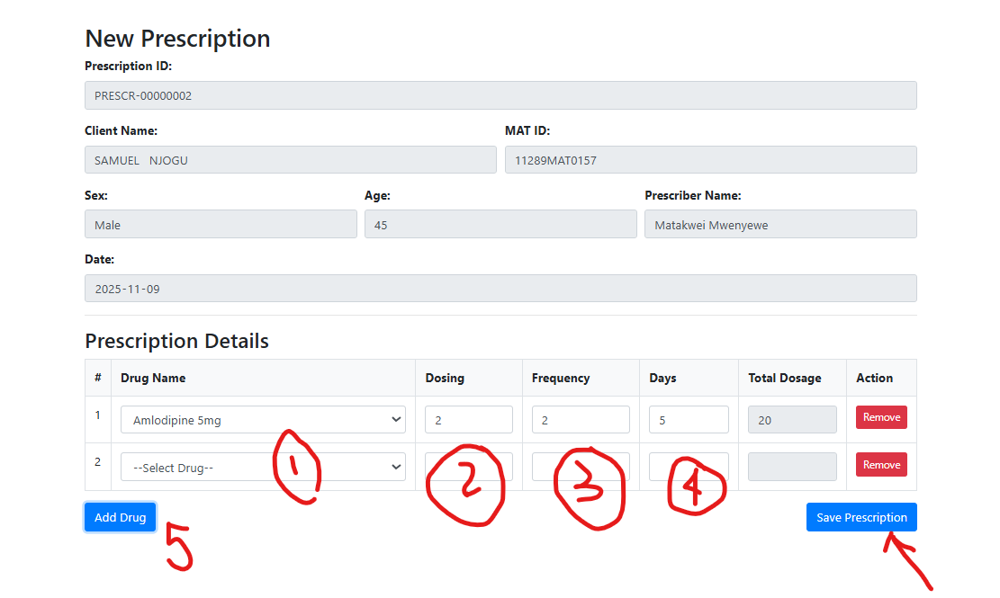 New Prescription
Prescription ID:
PRESCR-00000002
Client Name: MAT ID:
SAMUEL NJOGU 11289MAT0157
Sex: Age: Prescriber Name:
Male 45 Matakwei Mwenyewe
Date:
2025-11-09
Prescription Details
# Drug Name Dosing Frequency Days Total Dosage Action
1 Amlodipine 5mg 2 2 5 20 Remove
2 --Select Drug-- Remove
1 2 3 4
Add Drug Save Prescription
5